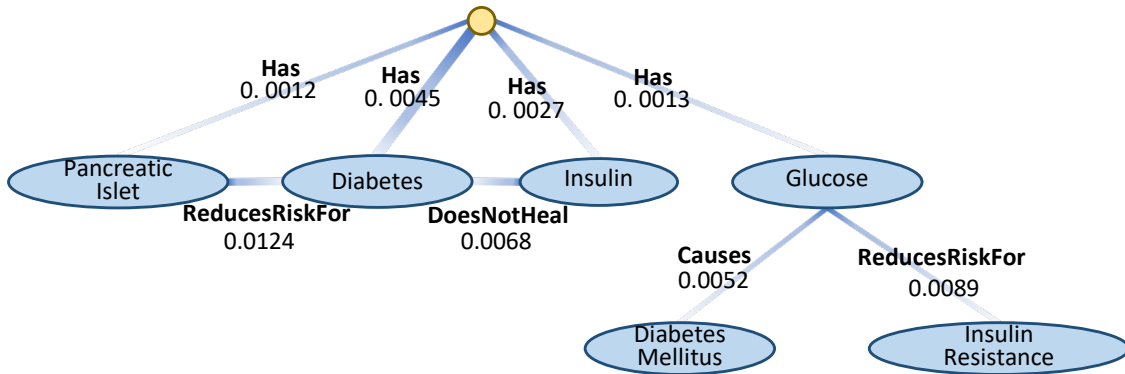 Has
0. 0012
Has
0. 0045
Has
0. 0027
Has
0. 0013
Pancreatic
Islet
Diabetes
Insulin
Glucose
ReducesRiskFor
0.0124
DoesNotHeal
0.0068
Causes
0.0052
ReducesRiskFor
0.0089
Diabetes
Mellitus
Insulin
Resistance